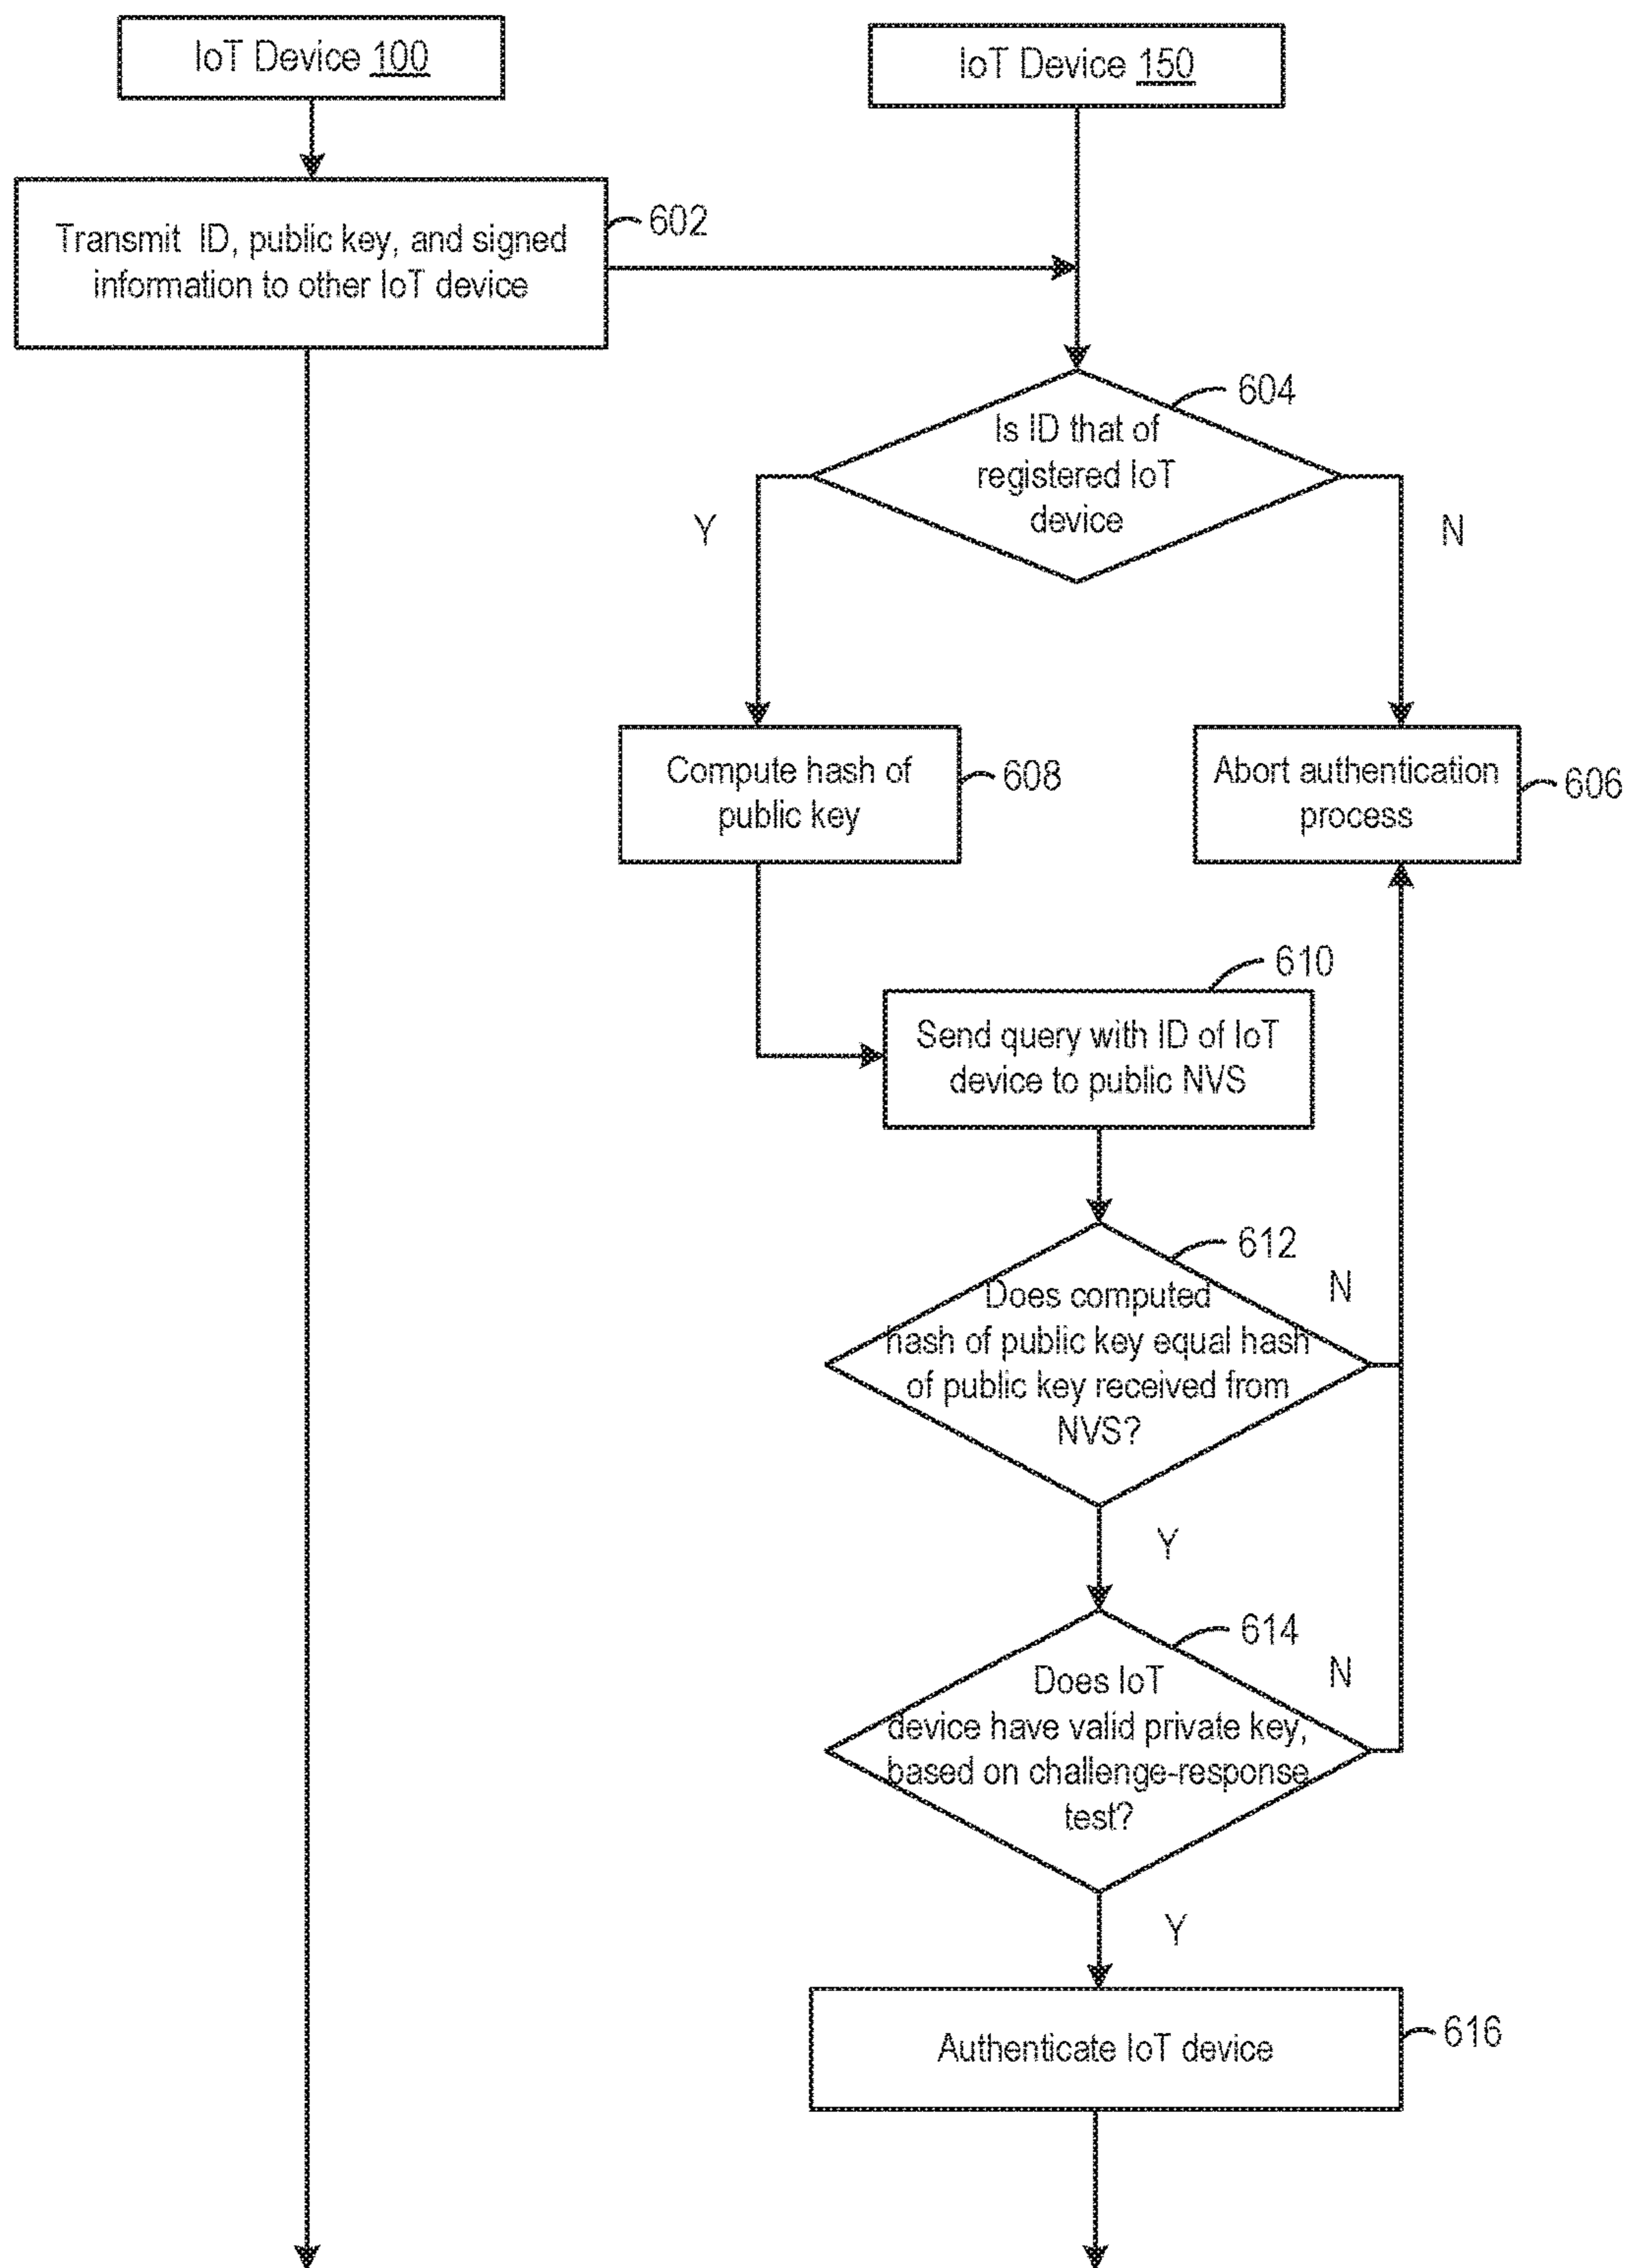 IoT Device 100
IoT Device 150
Transmit ID, public key, and signed
information to other IoT device
602
604
Is ID that of
registered IoT
device
Y
N
Compute hash of
public key
608
Abort authentication
process
606
610
Send query with ID of IoT
device to public NVS
612
N
Does computed
hash of public key equal hash
of public key received from
NVS?
Y
614
N
Does IoT
device have valid private key,
based on challenge-response
test?
Y
Authenticate IoT device
616